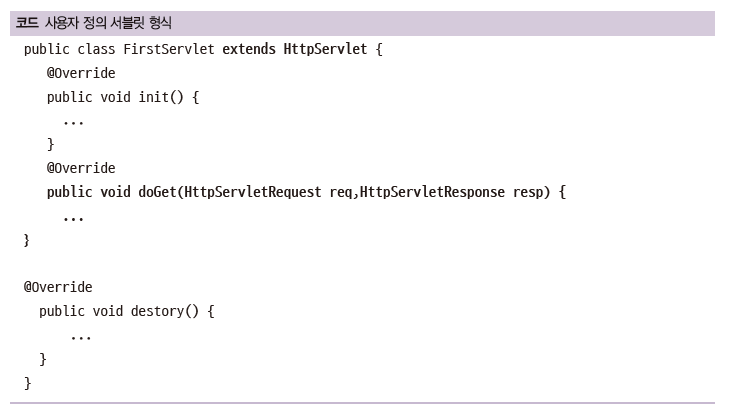 코드 사용자 정의 서블릿 형식
public class FirstServlet extends HttpServlet {
@Override
public void init() {
...
}
@Override
public void doGet(HttpServletRequest req,HttpServletResponse resp) {
...
}
@Override
public void destory() {
...
}
}